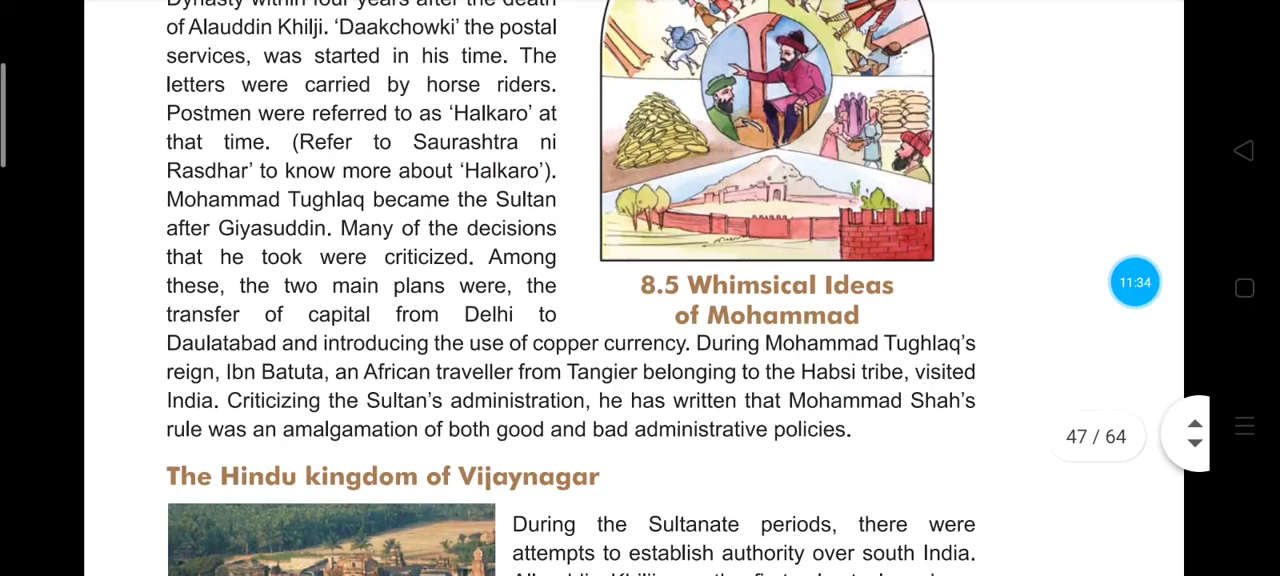 Dynasty within four years after the death
of Alauddin Khilji. ‘Daakchowki’ the postal
services, was started in his time. The
letters were carried by horse riders.
Postmen were referred to as ‘Halkaro’ at
that time. (Refer to Saurashtra ni
Rasdhar’ to know more about ‘Halkaro’).
Mohammad Tughlaq became the Sultan
after Giyasuddin. Many of the decisions
that he took were criticized. Among
these, the two main plans were, the
transfer of capital from Delhi to
Daulatabad and introducing the use of copper currency. During Mohammad Tughlaq’s
reign, Ibn Batuta, an African traveller from Tangier belonging to the Habsi tribe, visited
India. Criticizing the Sultan’s administration, he has written that Mohammad Shah’s
rule was an amalgamation of both good and bad administrative policies.
8.5 Whimsical Ideas
of Mohammad
11:34
47 / 64
The Hindu kingdom of Vijaynagar
During the Sultanate periods, there were
attempts to establish authority over south India.